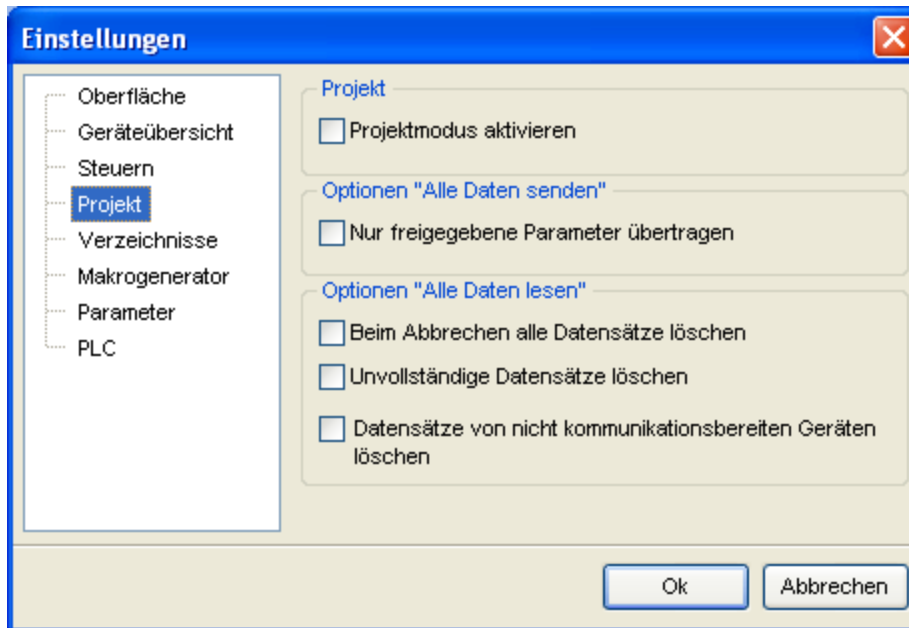 Einstellungen
Oberfläche
Geräteübersicht
Steuern
Projekt
Verzeichnisse
Makrogenerator
Parameter
PLC
Projekt
Projektmodus aktivieren
Optionen "Alle Daten senden"
Nur freigegebene Parameter übertragen
Optionen "Alle Daten lesen"
Beim Abbrechen alle Datensätze löschen
Unvollständige Datensätze löschen
Datensätze von nicht kommunikationsbereiten Geräten
löschen
Ok
Abbrechen